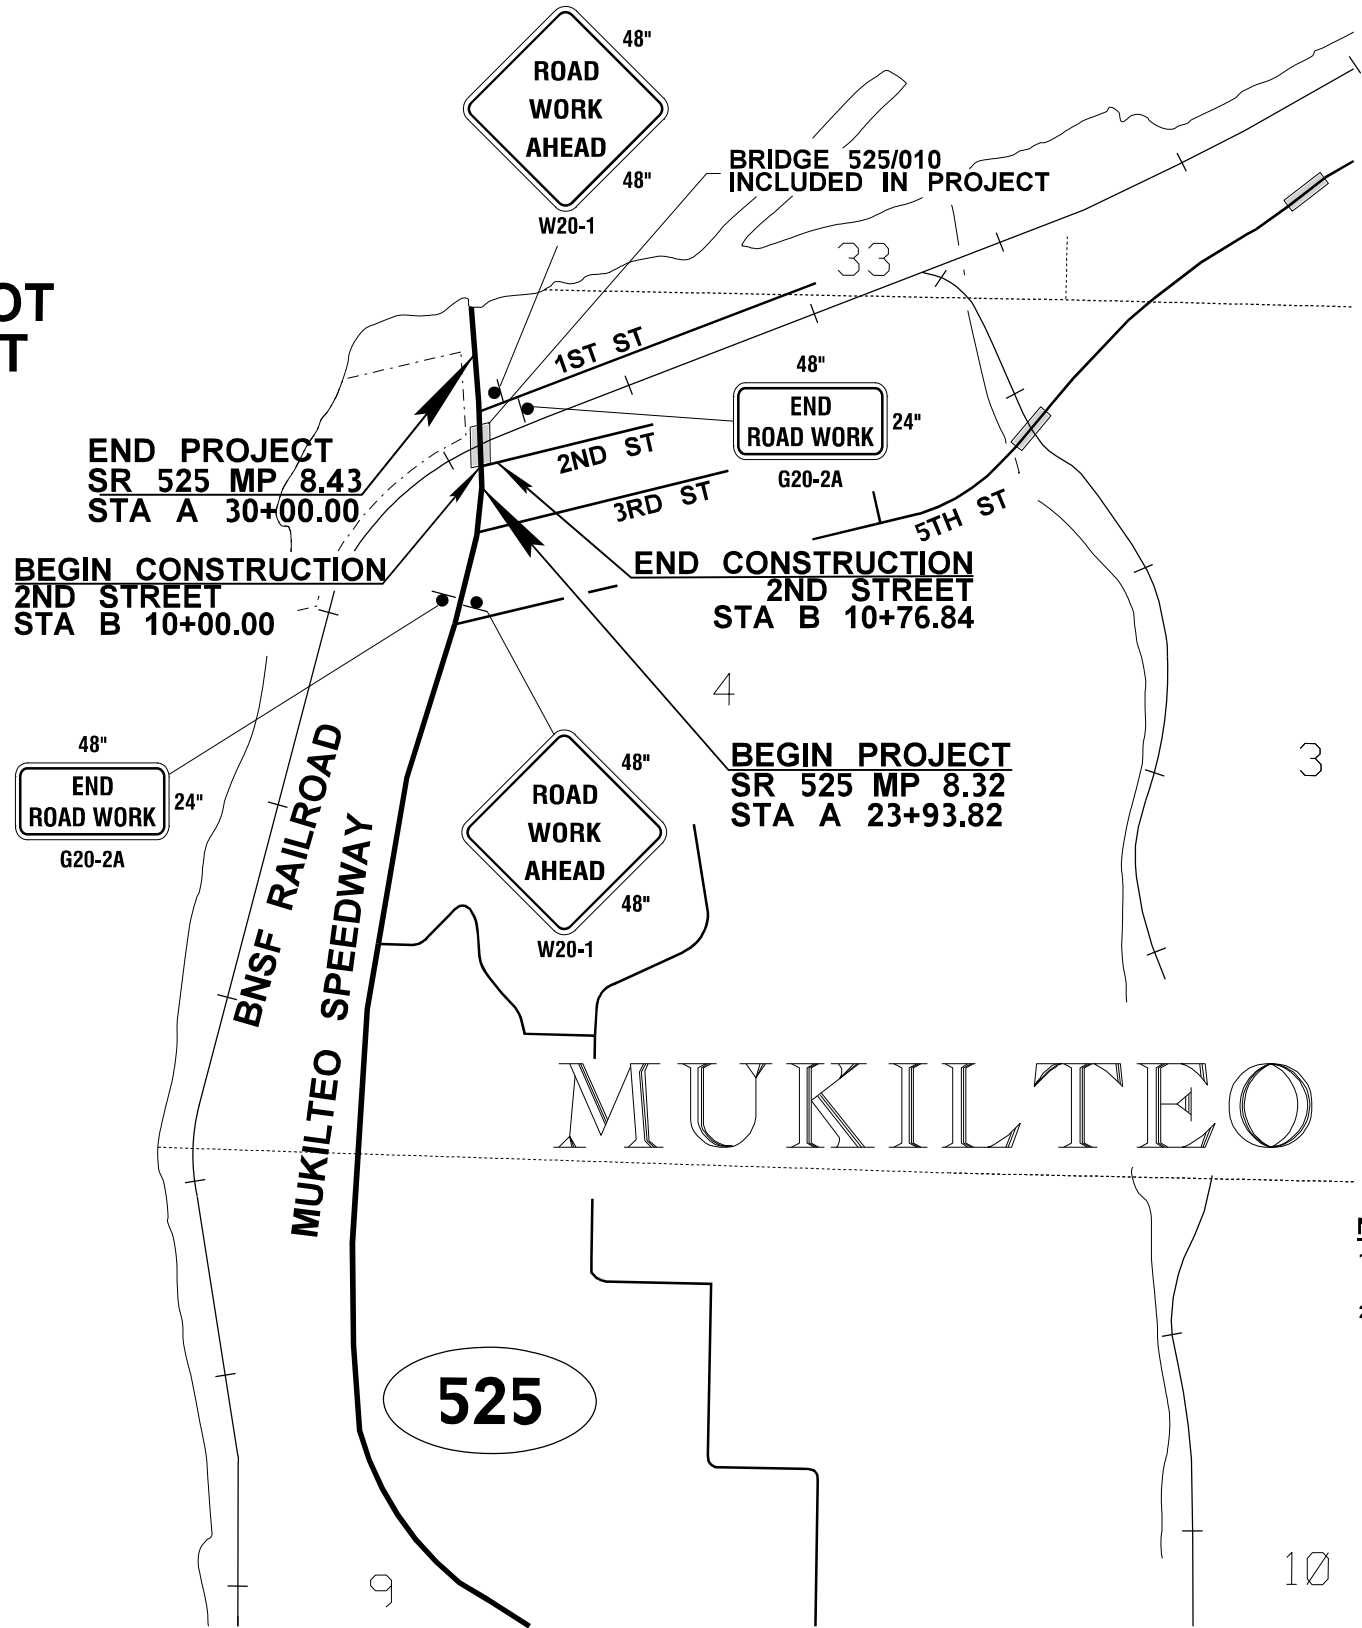 48"
ROAD
WORK
AHEAD
48"
W20-1
BRIDGE 525/010
INCLUDED IN PROJECT
33
OT
T
1ST ST
48"
END
ROAD WORK
24"
G20-2A
2ND ST
3RD ST
5TH ST
END PROJECT
SR 525 MP 8.43
STA A 30+00.00
BEGIN CONSTRUCTION
2ND STREET
STA B 10+00.00
END CONSTRUCTION
2ND STREET
STA B 10+76.84
4
3
BEGIN PROJECT
SR 525 MP 8.32
STA A 23+93.82
48"
END
ROAD WORK
24"
G20-2A
48"
ROAD
WORK
AHEAD
48"
W20-1
BNSF RAILROAD
MUKILTEO SPEEDWAY
MUKILTEO
525
9
10